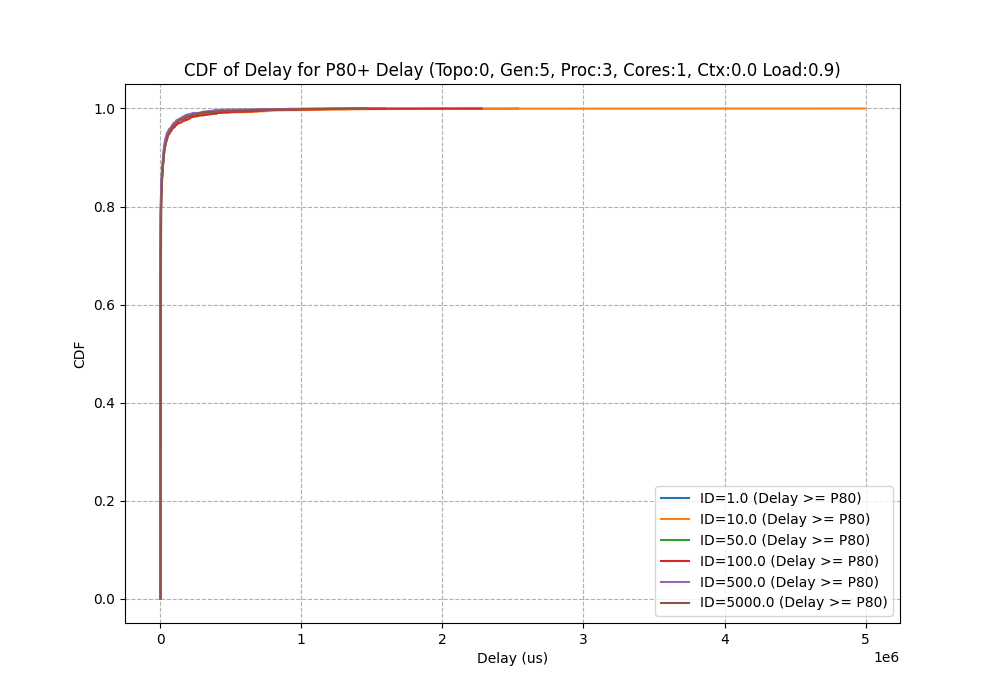 CDF of Delay for P80+ Delay (Topo:0, Gen:5, Proc:3, Cores:1, Ctx:0.0 Load:0.9)
CDF
1.0
0.8
0.6
0.4
0.2
0.0
ID=1.0 (Delay >= P80)
ID=10.0 (Delay >= P80)
ID=50.0 (Delay >= P80)
ID=100.0 (Delay >= P80)
ID=500.0 (Delay >= P80)
ID=5000.0 (Delay >= P80)
0 1 2 3 4 5
1e6
Delay (us)